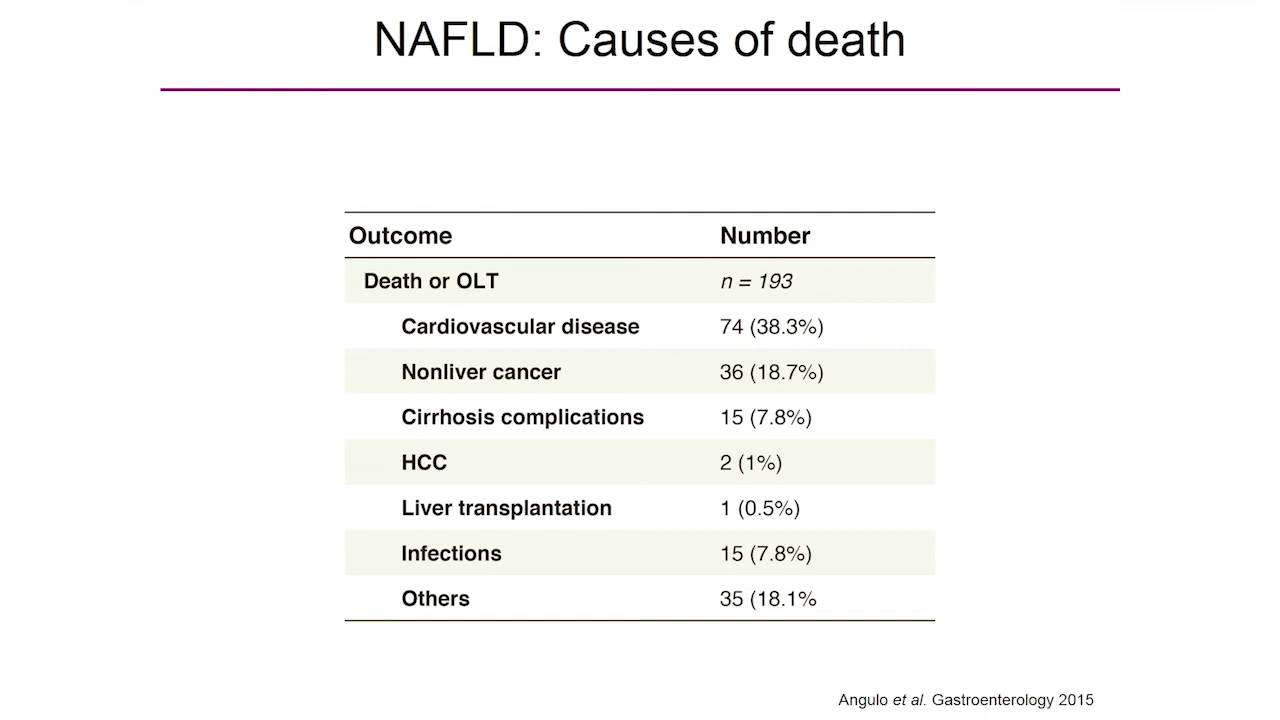 NAFLD: Causes of death
Outcome Number
Death or OLT n = 193
Cardiovascular disease 74 (38.3%)
Nonliver cancer 36 (18.7%)
Cirrhosis complications 15 (7.8%)
HCC 2 (1%)
Liver transplantation 1 (0.5%)
Infections 15 (7.8%)
Others 35 (18.1%
Angulo et al. Gastroenterology 2015